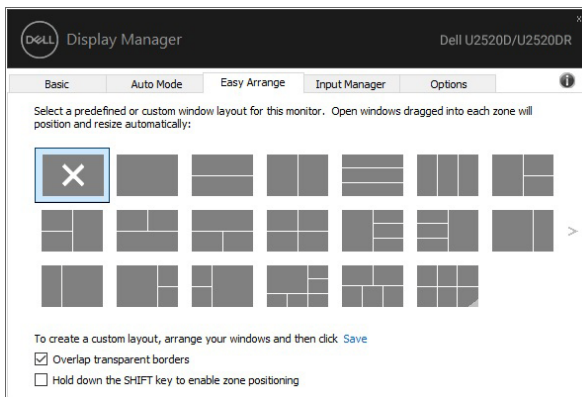 DELL Display Manager Dell U2520D/U2520DR
Basic Auto Mode Easy Arrange Input Manager Options
Select a predefined or custom window layout for this monitor. Open windows dragged into each zone will
position and resize automatically:
To create a custom layout, arrange your windows and then click Save
Overlap transparent borders
Hold down the SHIFT key to enable zone positioning